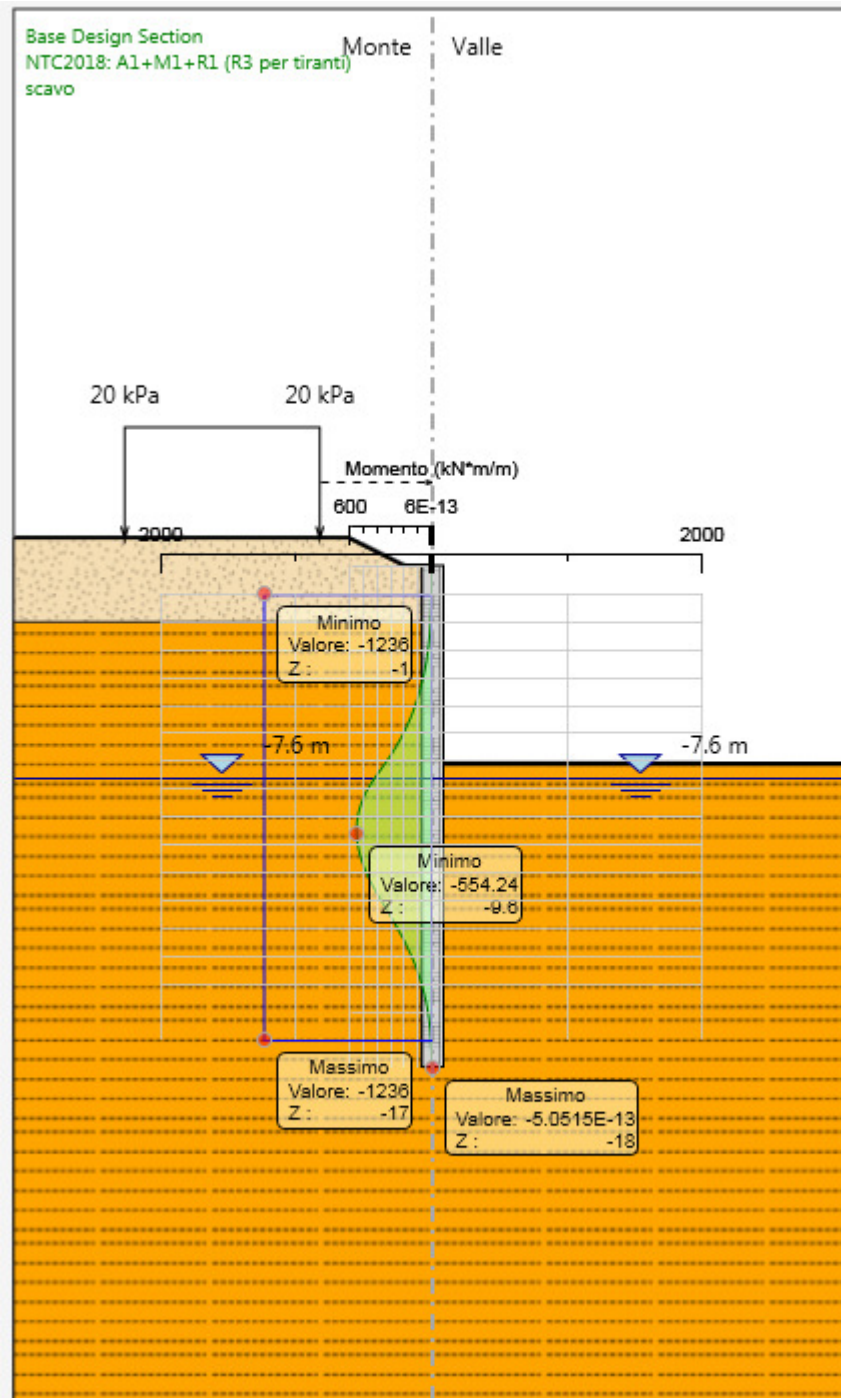 Base Design Section
NTC2018: A1+M1+R1 (R3 per tiranti)
scavo
Monte
Valle
20 kPa
20 kPa
Momento (kN*m/m)
600
6E-13
2000
2000
Minimo
Valore: -1236
Z : -1
-7.6 m
-7.6 m
Minimo
Valore: -554.24
Z : -9.6
Massimo
Valore: -1236
Z : -17
Massimo
Valore: -5.0515E-13
Z : -18